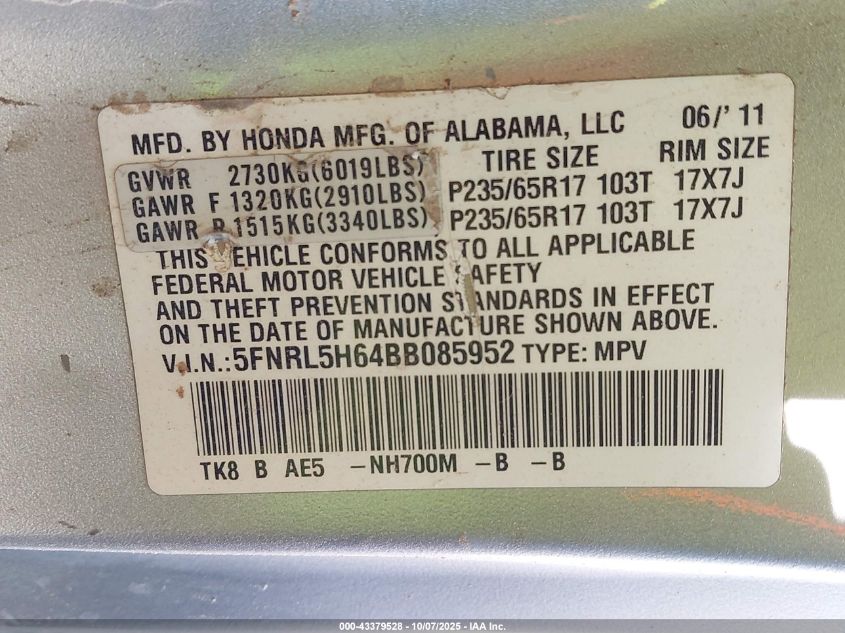 MFD. BY HONDA MFG. OF ALABAMA, LLC 06/'11
GVWR 2730KG(6019LBS) TIRE SIZE RIM SIZE
GAWR F 1320KG(2910LBS) P235/65R17 103T 17X7J
GAWR R 1515KG(3340LBS) P235/65R17 103T 17X7J
THIS VEHICLE CONFORMS TO ALL APPLICABLE
FEDERAL MOTOR VEHICLE SAFETY
AND THEFT PREVENTION STANDARDS IN EFFECT
ON THE DATE OF MANUFACTURE SHOWN ABOVE.
V.I.N.:5FNRL5H64BB085952 TYPE: MPV
TK8 B AE5 -NH700M -B -B
000-43379528 - 10/07/2025 - IAA Inc.